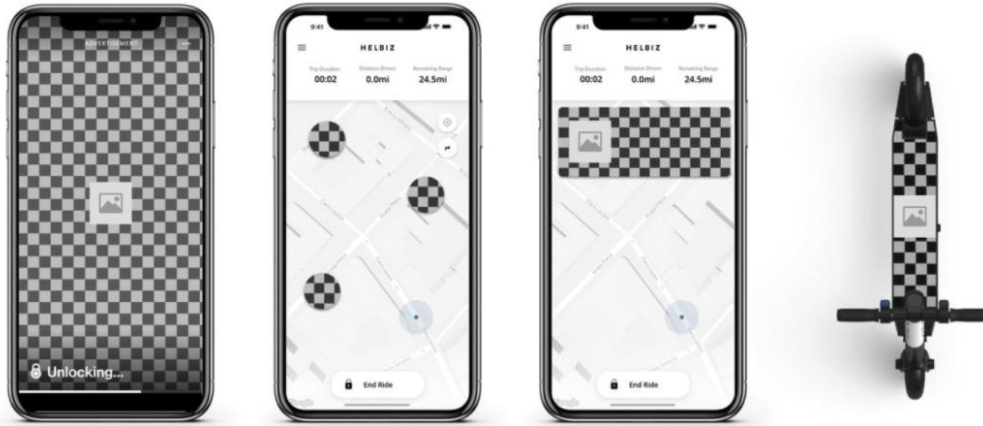 ADVERTISEMENT
Unlocking...
9:41
HELBIZ
Trip Duration Distance Driven Remaining Range
00:02 0.0mi 24.5mi
End Ride
Google
9:41
HELBIZ
Trip Duration Distance Driven Remaining Range
00:02 0.0mi 24.5mi
End Ride